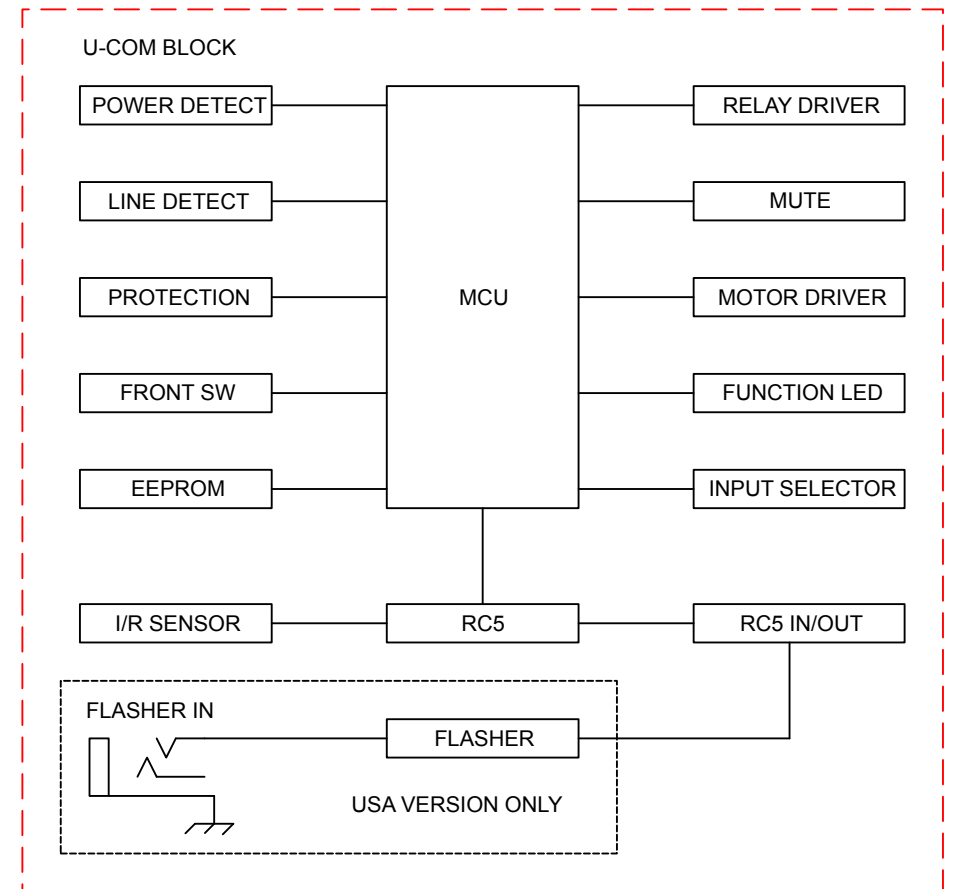 U-COM BLOCK
POWER DETECT
RELAY DRIVER
LINE DETECT
MUTE
PROTECTION
MCU
MOTOR DRIVER
FRONT SW
FUNCTION LED
EEPROM
INPUT SELECTOR
I/R SENSOR
RC5
RC5 IN/OUT
FLASHER IN
FLASHER
USA VERSION ONLY